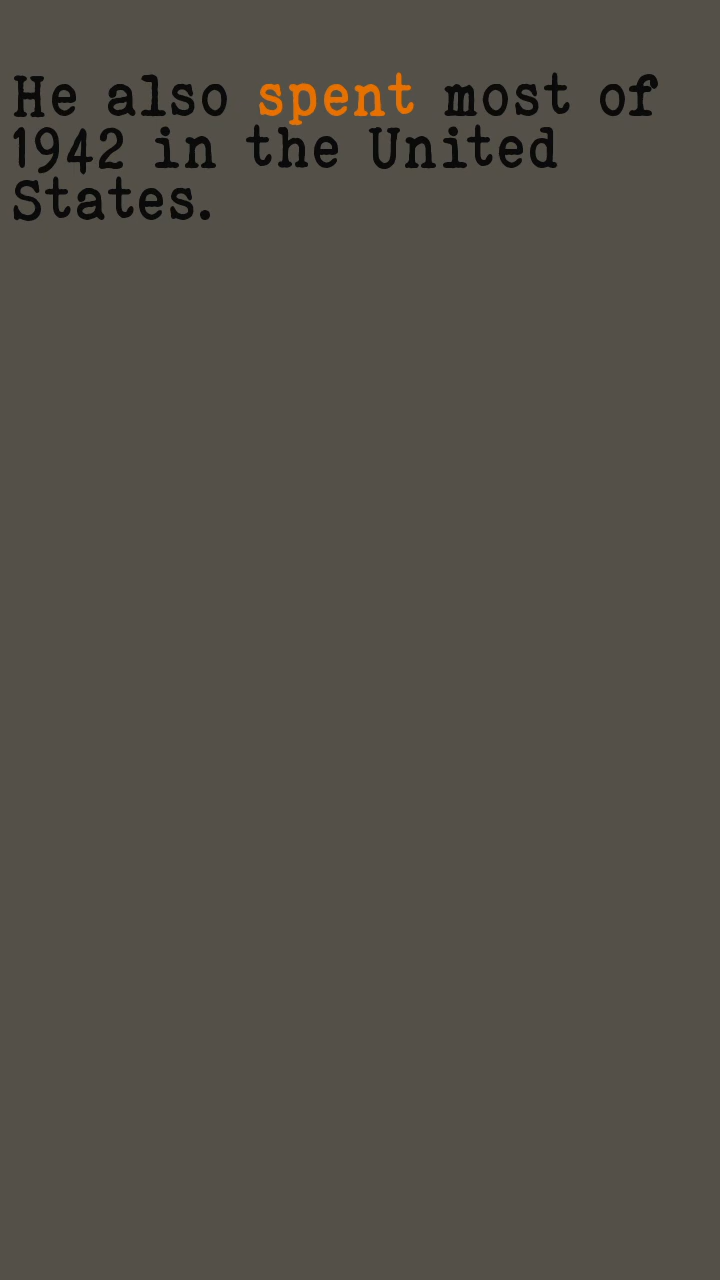 He also spent most of
1942 in the United
States.